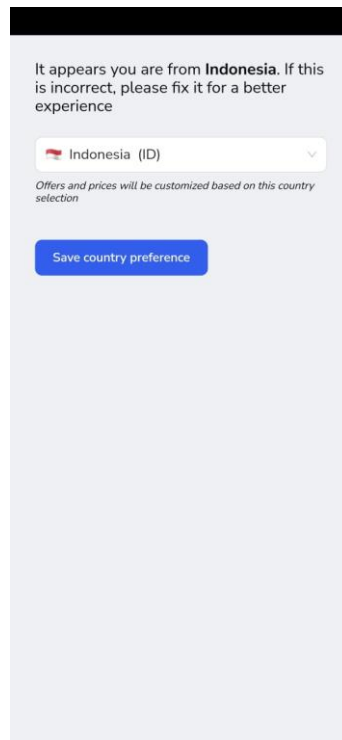 It appears you are from Indonesia. If this
is incorrect, please fix it for a better
experience
Indonesia (ID)
Offers and prices will be customized based on this country
selection
Save country preference